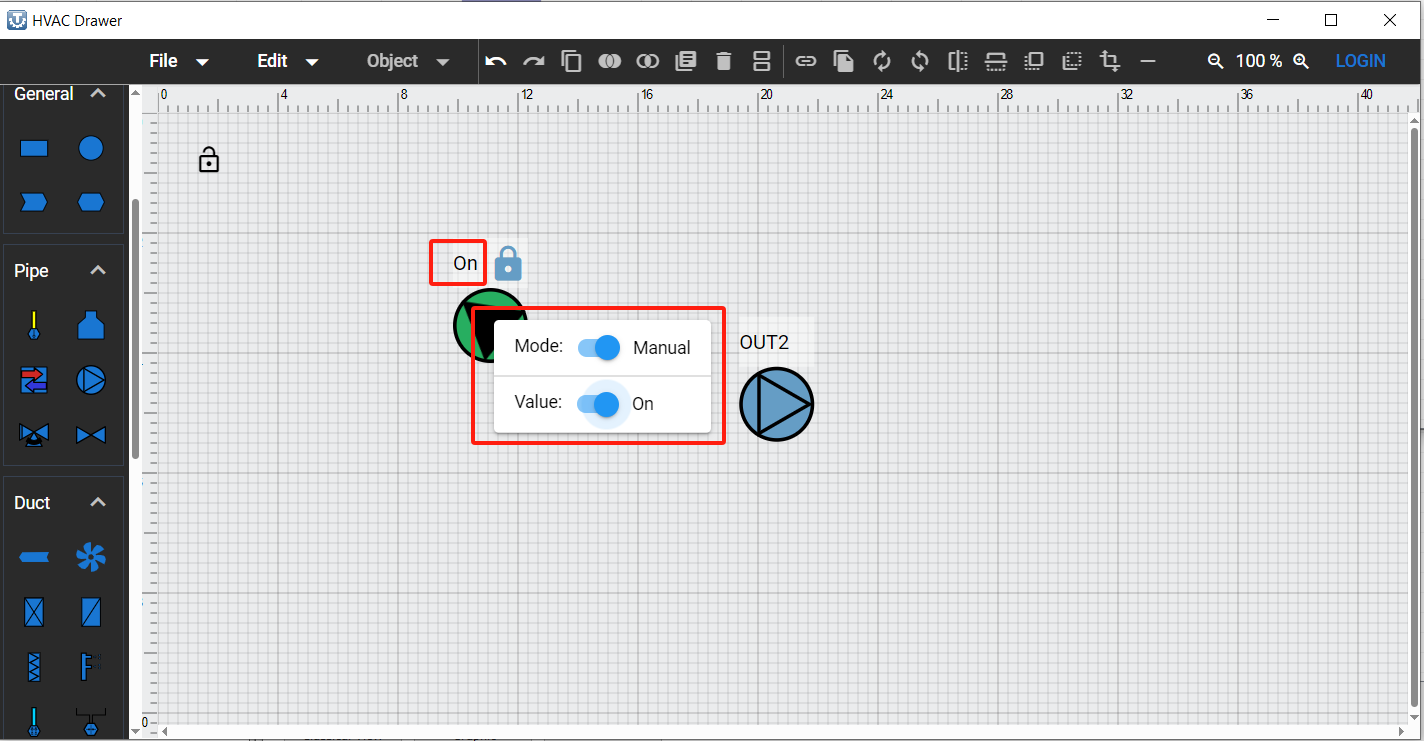 HVAC Drawer
File Edit Object 100 % LOGIN
General
0 4 8 12 16 20 24 28 32 36 40
On
Pipe
Mode: Manual
OUT2
Value: On
Duct
0